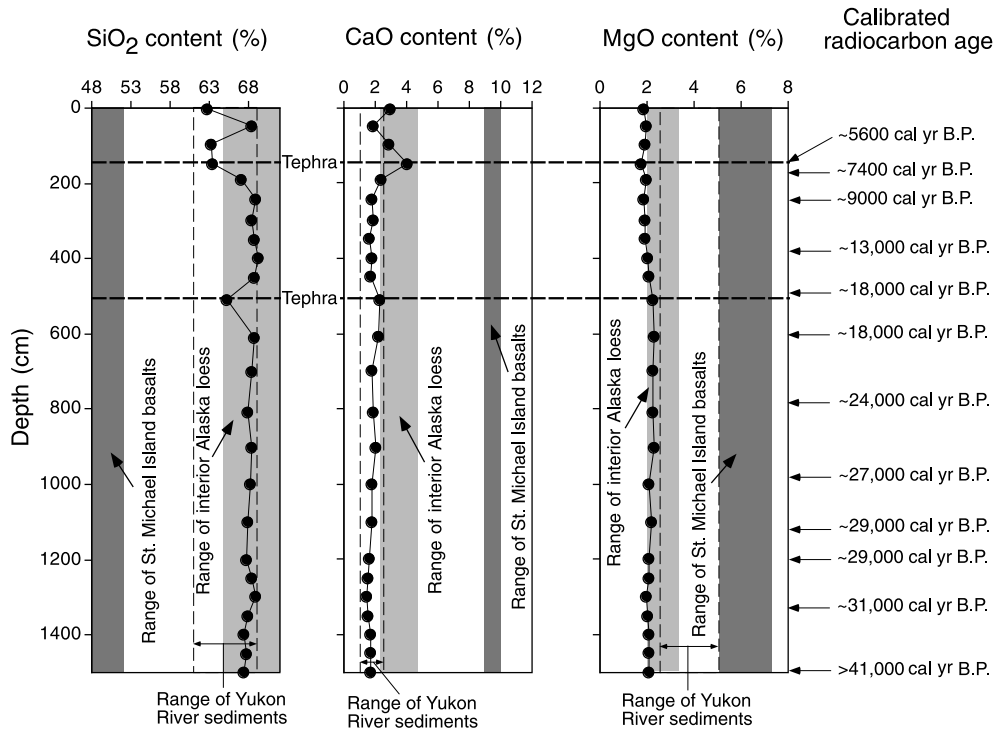 SiO2 content (%)
CaO content (%)
MgO content (%)
Calibrated
radiocarbon age
48 53 58 63 68
0 2 4 6 8 10 12
0 2 4 6 8
Depth (cm)
0
200
400
600
800
1000
1200
1400
Tephra
Tephra
Range of St. Michael Island basalts
Range of interior Alaska loess
Range of Yukon
River sediments
Range of interior Alaska loess
Range of St. Michael Island basalts
Range of Yukon
River sediments
Range of interior Alaska loess
Range of St. Michael Island basalts
Range of Yukon
River sediments
~5600 cal yr B.P.
~7400 cal yr B.P.
~9000 cal yr B.P.
~13,000 cal yr B.P.
~18,000 cal yr B.P.
~18,000 cal yr B.P.
~24,000 cal yr B.P.
~27,000 cal yr B.P.
~29,000 cal yr B.P.
~29,000 cal yr B.P.
~31,000 cal yr B.P.
>41,000 cal yr B.P.